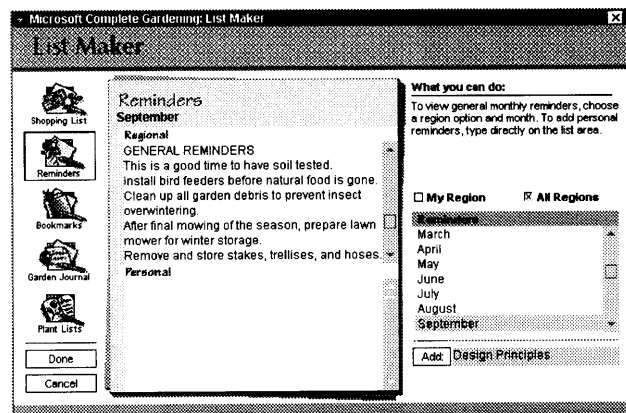 Microsoft Complete Gardening: List Maker
List Maker
Shopping List
Reminders
Bookmarks
Garden Journal
Plant Lists
Done
Cancel
Reminders
September
Regional
GENERAL REMINDERS
This is a good time to have soil tested.
Install bird feeders before natural food is gone.
Clean up all garden debris to prevent insect
overwintering.
After final mowing of the season, prepare lawn
mower for winter storage.
Remove and store stakes, trellises, and hoses.
Personal
What you can do:
To view general monthly reminders, choose
a region option and month. To add personal
reminders, type directly on the list area.
My Region
All Regions
Reminders
March
April
May
June
July
August
September
Add: Design Principles